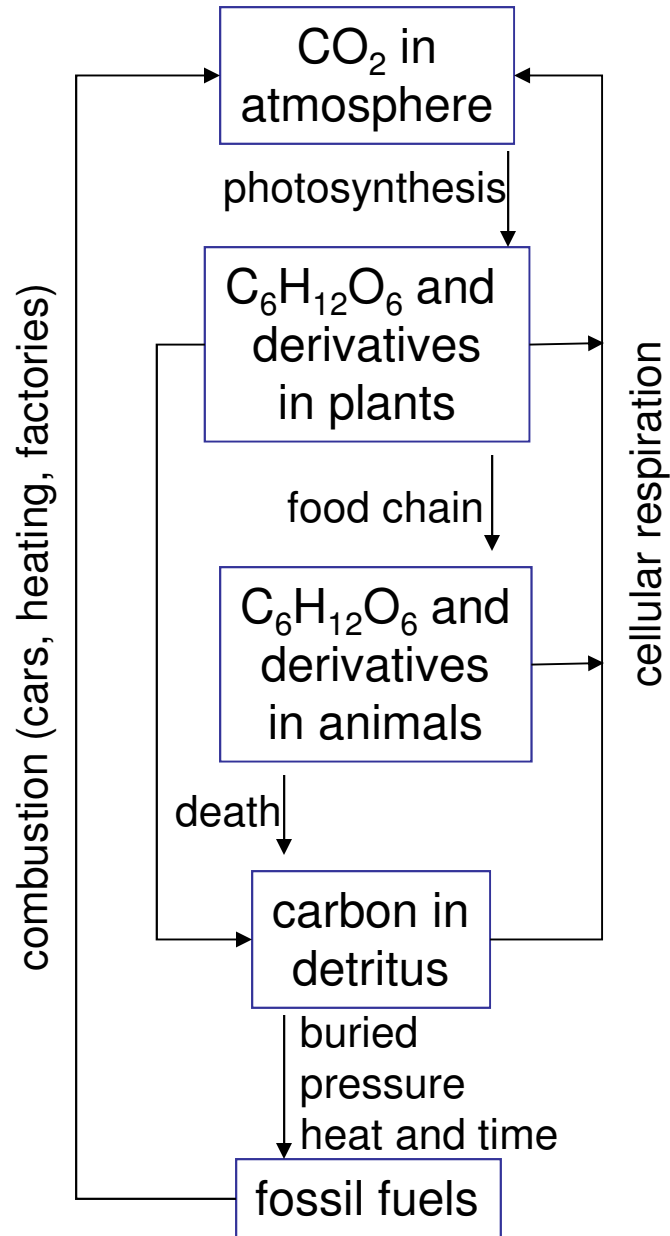 CO₂ in
atmosphere
photosynthesis
C₆H₁₂O₆ and
derivatives
in plants
food chain
C₆H₁₂O₆ and
derivatives
in animals
death
carbon in
detritus
buried
pressure
heat and time
fossil fuels
combustion (cars, heating, factories)
cellular respiration